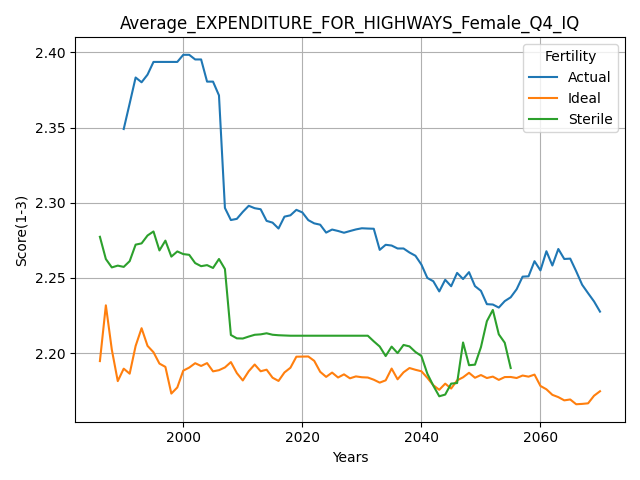 Average_EXPENDITURE_FOR_HIGHWAYS_Female_Q4_IQ
Fertility
Actual
Ideal
Sterile
Score(1-3)
2.40
2.35
2.30
2.25
2.20
2000
2020
2040
2060
Years